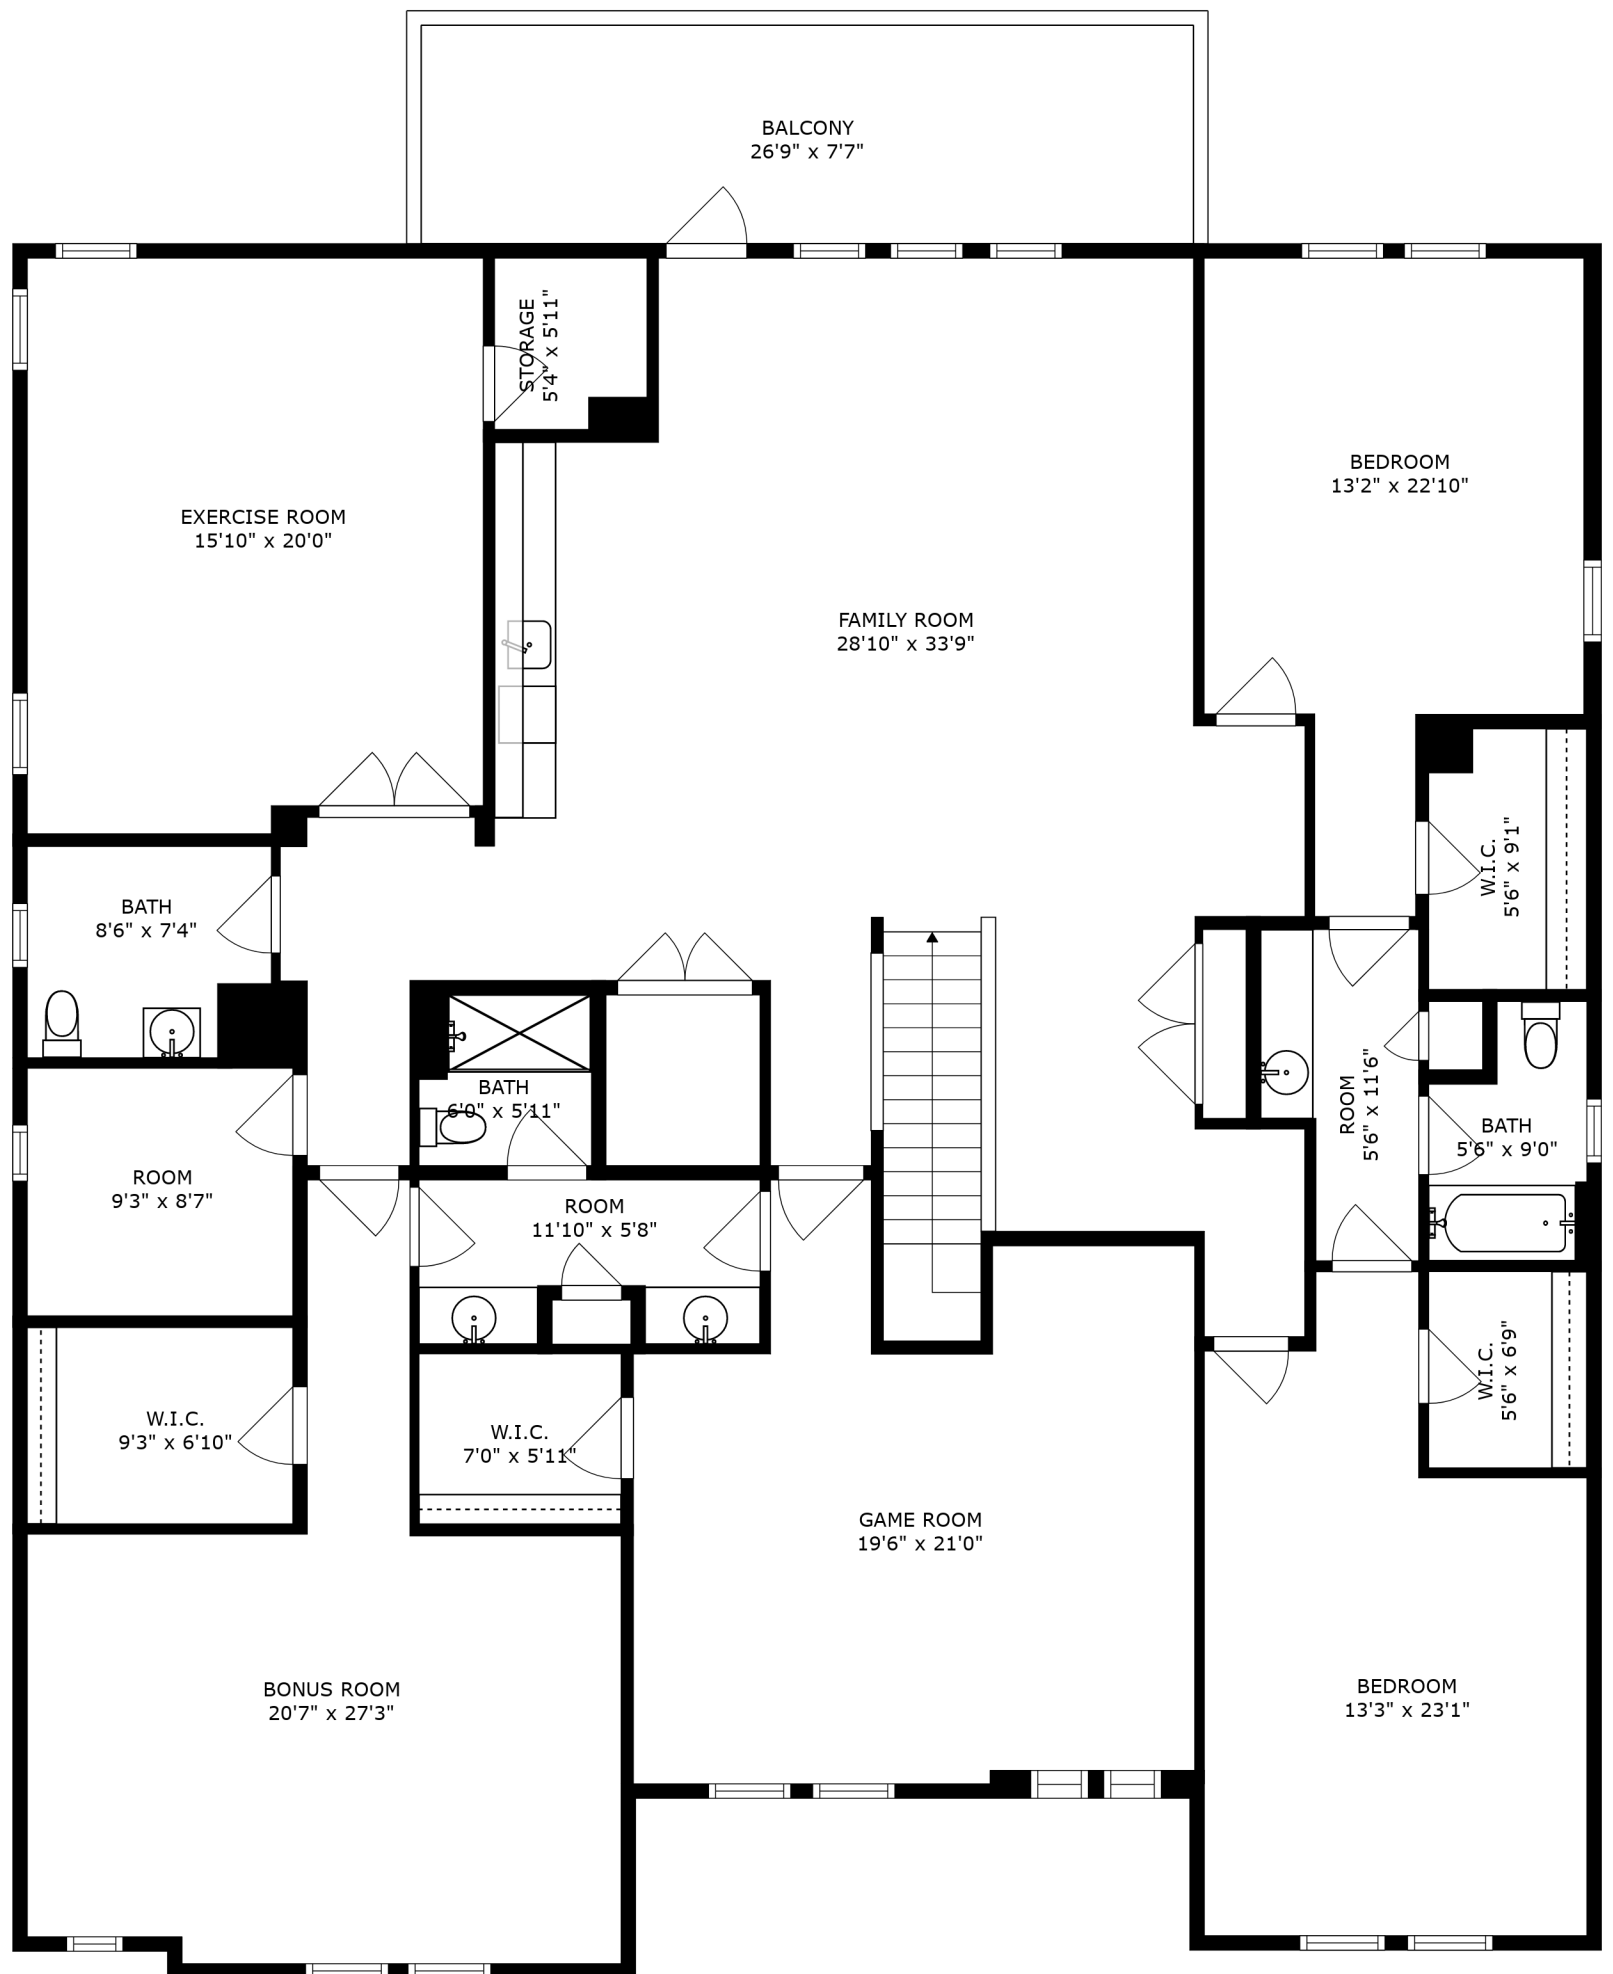 BALCONY
26'9" x 7'7"
STORAGE
5'4" x 5'11"
BEDROOM
13'2" x 22'10"
EXERCISE ROOM
15'10" x 20'0"
FAMILY ROOM
28'10" x 33'9"
W.I.C.
5'6" x 9'1"
BATH
8'6" x 7'4"
BATH
6'0" x 5'11"
ROOM
5'6" x 11'6"
BATH
5'6" x 9'0"
ROOM
9'3" x 8'7"
ROOM
11'10" x 5'8"
W.I.C.
5'6" x 6'9"
W.I.C.
9'3" x 6'10"
W.I.C.
7'0" x 5'11"
GAME ROOM
19'6" x 21'0"
BONUS ROOM
20'7" x 27'3"
BEDROOM
13'3" x 23'1"